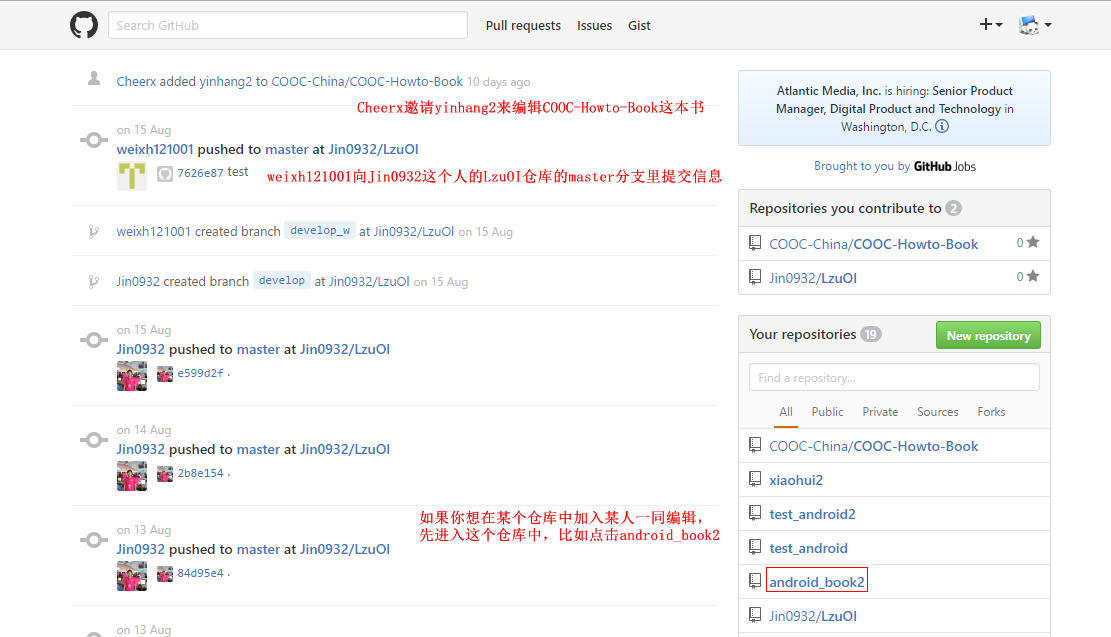 Search GitHub
Pull requests Issues Gist
Cheerx added yinhang2 to COOC-China/COOC-Howto-Book 10 days ago
Cheerx邀请yinhang2来编辑COOC-Howto-Book这本书
on 15 Aug
weixh121001 pushed to master at Jin0932/LzuOI
7626e87 test
weixh121001向Jin0932这个人的LzuOI仓库的master分支里提交信息
weixh121001 created branch develop_w at Jin0932/LzuOI on 15 Aug
Jin0932 created branch develop at Jin0932/LzuOI on 15 Aug
on 15 Aug
Jin0932 pushed to master at Jin0932/LzuOI
e599d2f .
on 14 Aug
Jin0932 pushed to master at Jin0932/LzuOI
2b8e154 .
如果你想在某个仓库中加入某人一同编辑，
先进入这个仓库中，比如点击android_book2
on 13 Aug
Jin0932 pushed to master at Jin0932/LzuOI
84d95e4 .
on 13 Aug
Atlantic Media, Inc. is hiring: Senior Product
Manager, Digital Product and Technology in
Washington, D.C.
Brought to you by GitHub Jobs
Repositories you contribute to 2
COOC-China/COOC-Howto-Book 0
Jin0932/LzuOI 0
Your repositories 19 New repository
Find a repository...
All Public Private Sources Forks
COOC-China/COOC-Howto-Book
xiaohui2
test_android2
test_android
android_book2
Jin0932/LzuOI